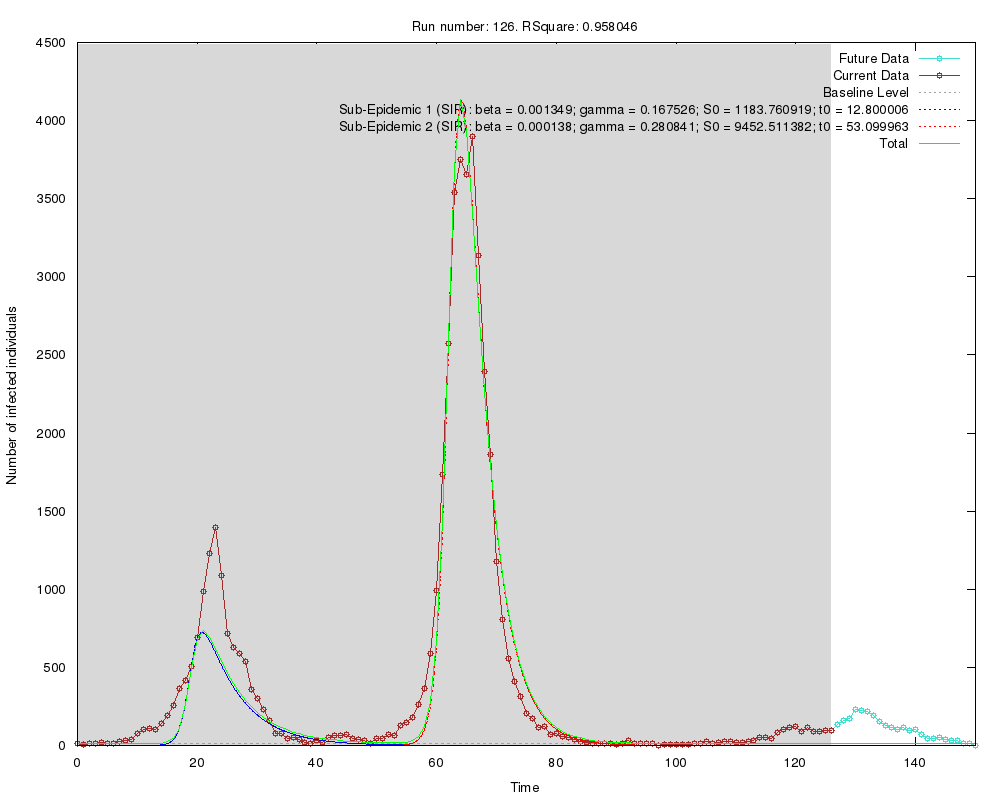 Run number: 126. RSquare: 0.958046
Future Data
Current Data
Baseline Level
Sub-Epidemic 1 (SIR): beta = 0.001349; gamma = 0.167526; S0 = 1183.760919; t0 = 12.800006
Sub-Epidemic 2 (SIR): beta = 0.000138; gamma = 0.280841; S0 = 9452.511382; t0 = 53.099963
Total
Number of infected individuals
4500
4000
3500
3000
2500
2000
1500
1000
500
0
0 20 40 60 80 100 120 140
Time